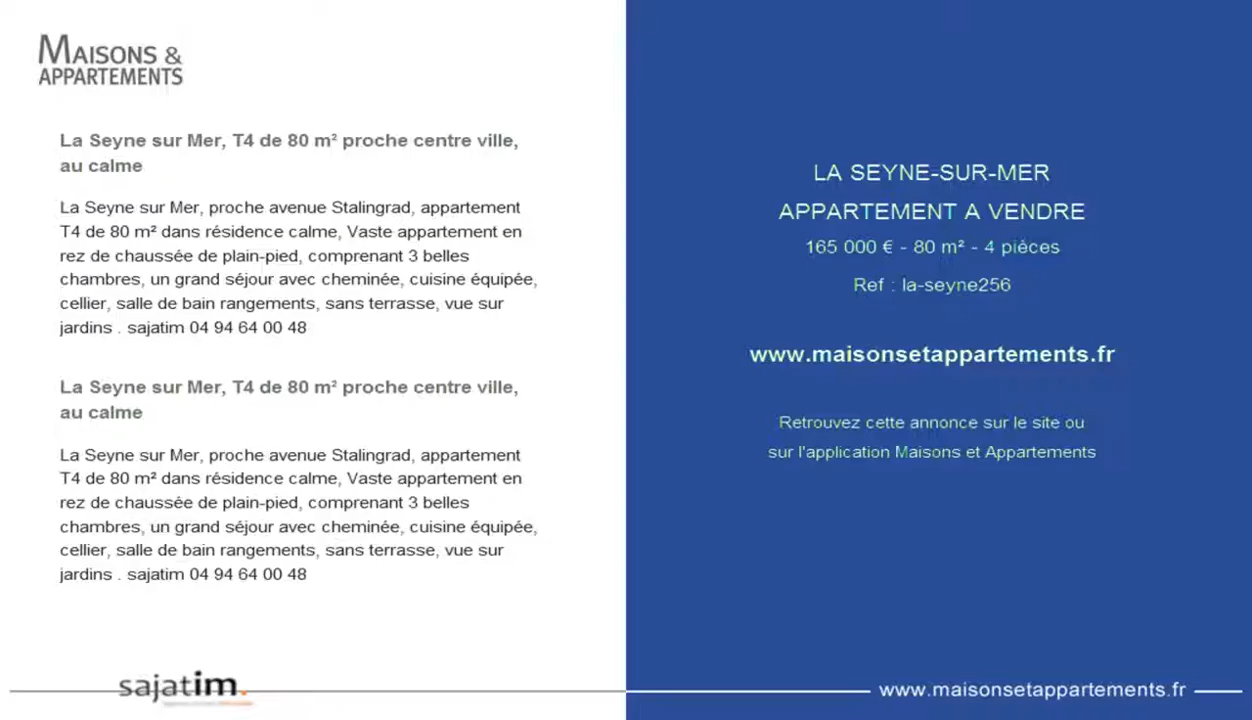 MAISONS &
APPARTEMENTS
La Seyne sur Mer, T4 de 80 m² proche centre ville,
au calme
La Seyne sur Mer, proche avenue Stalingrad, appartement
T4 de 80 m² dans résidence calme, Vaste appartement en
rez de chaussée de plain-pied, comprenant 3 belles
chambres, un grand séjour avec cheminée, cuisine équipée,
cellier, salle de bain rangements, sans terrasse, vue sur
jardins . sajatim 04 94 64 00 48
La Seyne sur Mer, T4 de 80 m² proche centre ville,
au calme
La Seyne sur Mer, proche avenue Stalingrad, appartement
T4 de 80 m² dans résidence calme, Vaste appartement en
rez de chaussée de plain-pied, comprenant 3 belles
chambres, un grand séjour avec cheminée, cuisine équipée,
cellier, salle de bain rangements, sans terrasse, vue sur
jardins . sajatim 04 94 64 00 48
sajatim.
LA SEYNE-SUR-MER
APPARTEMENT A VENDRE
165 000 € - 80 m² - 4 pièces
Ref : la-seyne256
www.maisonsetappartements.fr
Retrouvez cette annonce sur le site ou
sur l'application Maisons et Appartements
www.maisonsetappartements.fr